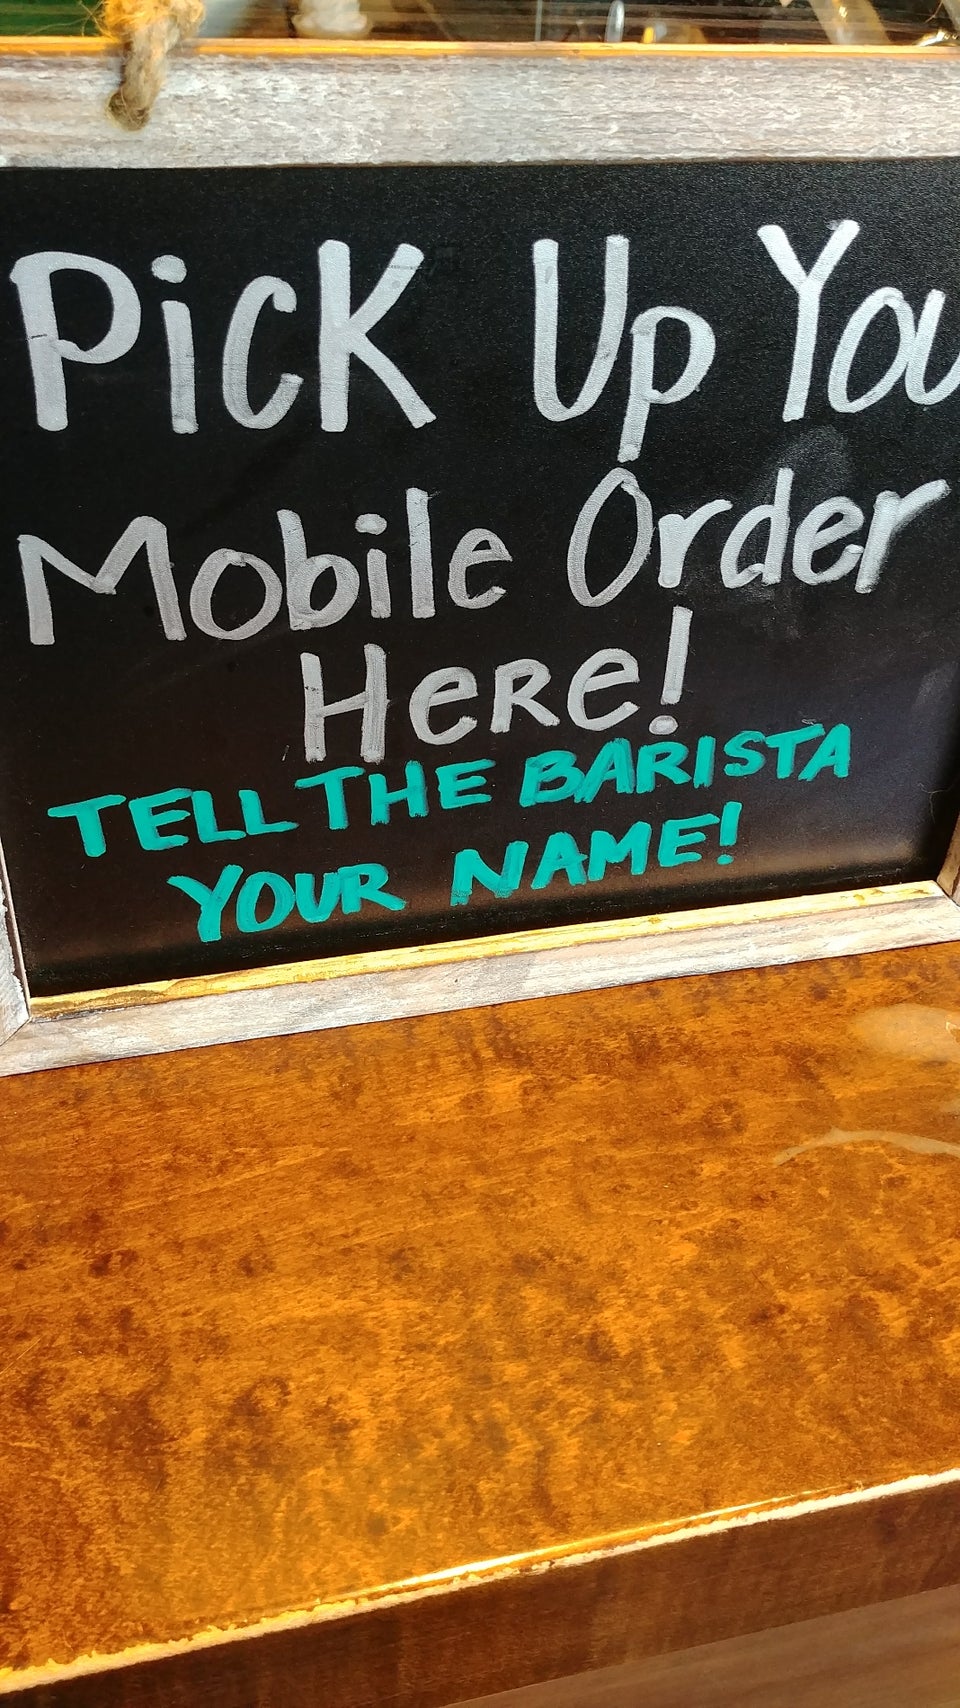 PicK Up You
Mobile Order
HeRe!
TELL THE BARISTA
YOUR NAME!